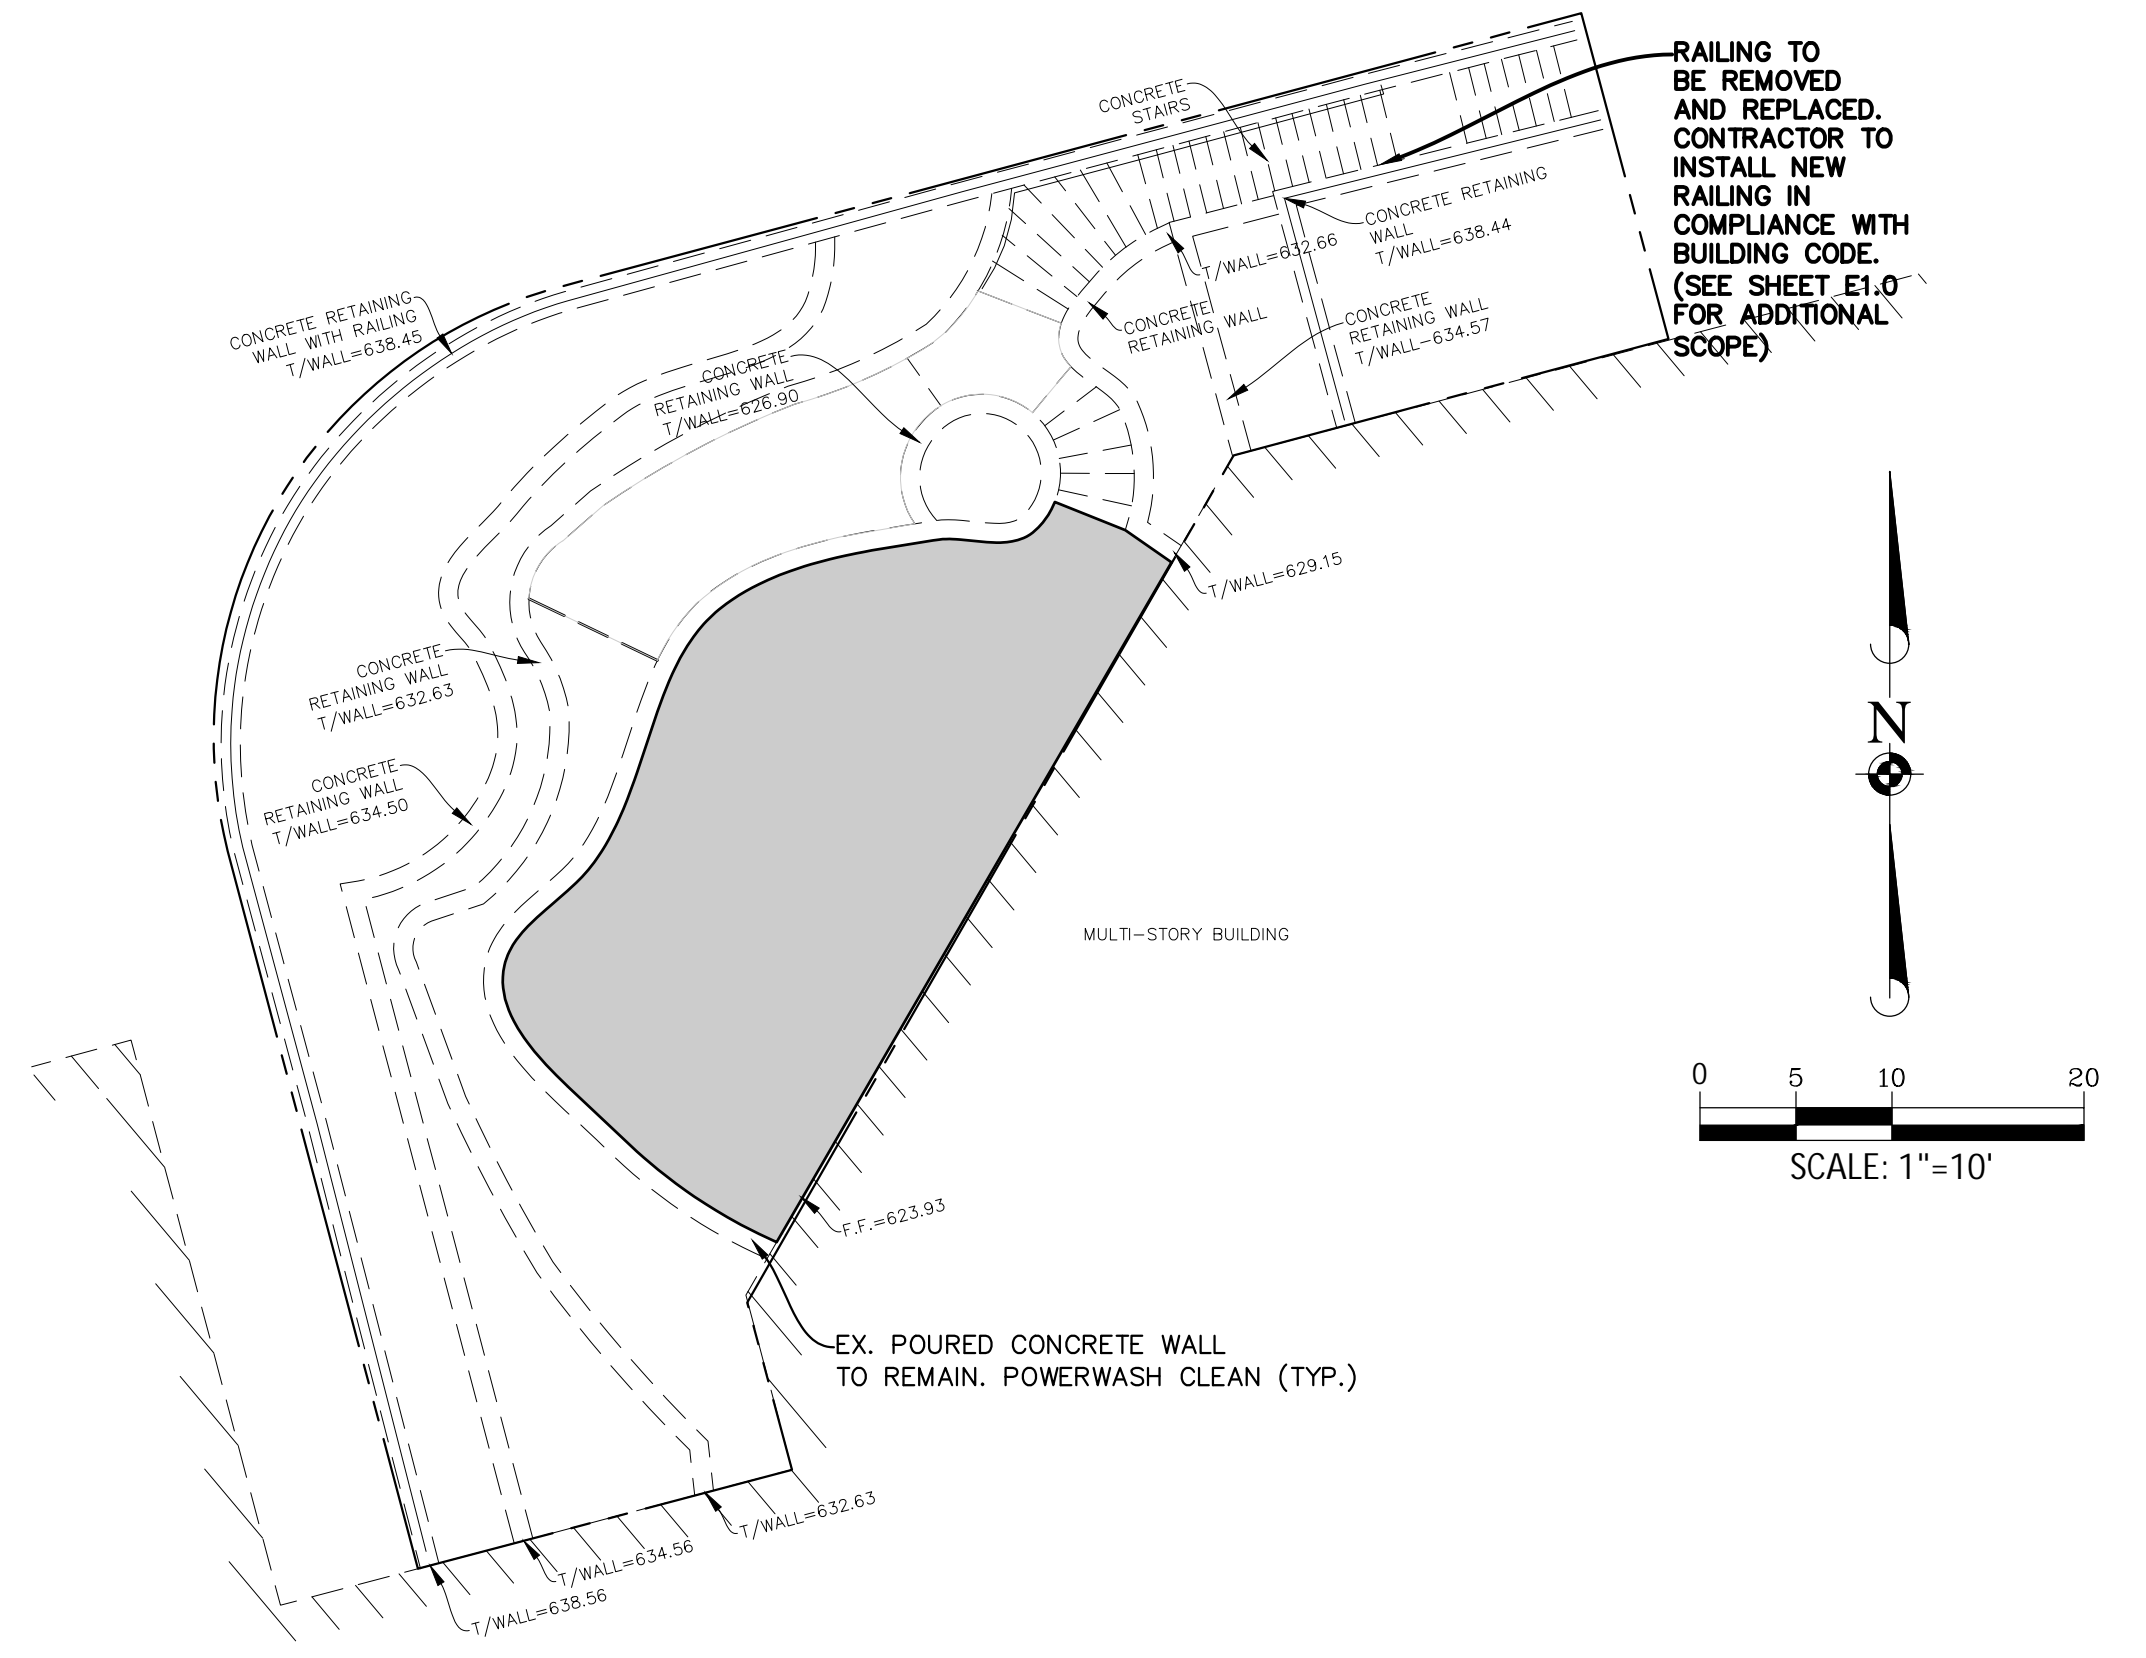 RAILING TO
BE REMOVED
AND REPLACED.
CONTRACTOR TO
INSTALL NEW
RAILING IN
COMPLIANCE WITH
BUILDING CODE.
(SEE SHEET E1.0
FOR ADDITIONAL
SCOPE)
CONCRETE
STAIRS
CONCRETE RETAINING
WALL
T/WALL=638.44
T/WALL=632.66
CONCRETE RETAINING
WALL WITH RAILING
T/WALL=638.45
CONCRETE
RETAINING WALL
CONCRETE
RETAINING WALL
T/WALL-634.57
CONCRETE
RETAINING WALL
T/WALL=626.90
T/WALL=629.15
CONCRETE
RETAINING WALL
T/WALL=632.63
N
CONCRETE
RETAINING WALL
T/WALL=634.50
MULTI-STORY BUILDING
0 5 10 20
SCALE: 1"=10'
F.F.=623.93
EX. POURED CONCRETE WALL
TO REMAIN. POWERWASH CLEAN (TYP.)
T/WALL=632.63
T/WALL=634.56
T/WALL=638.56